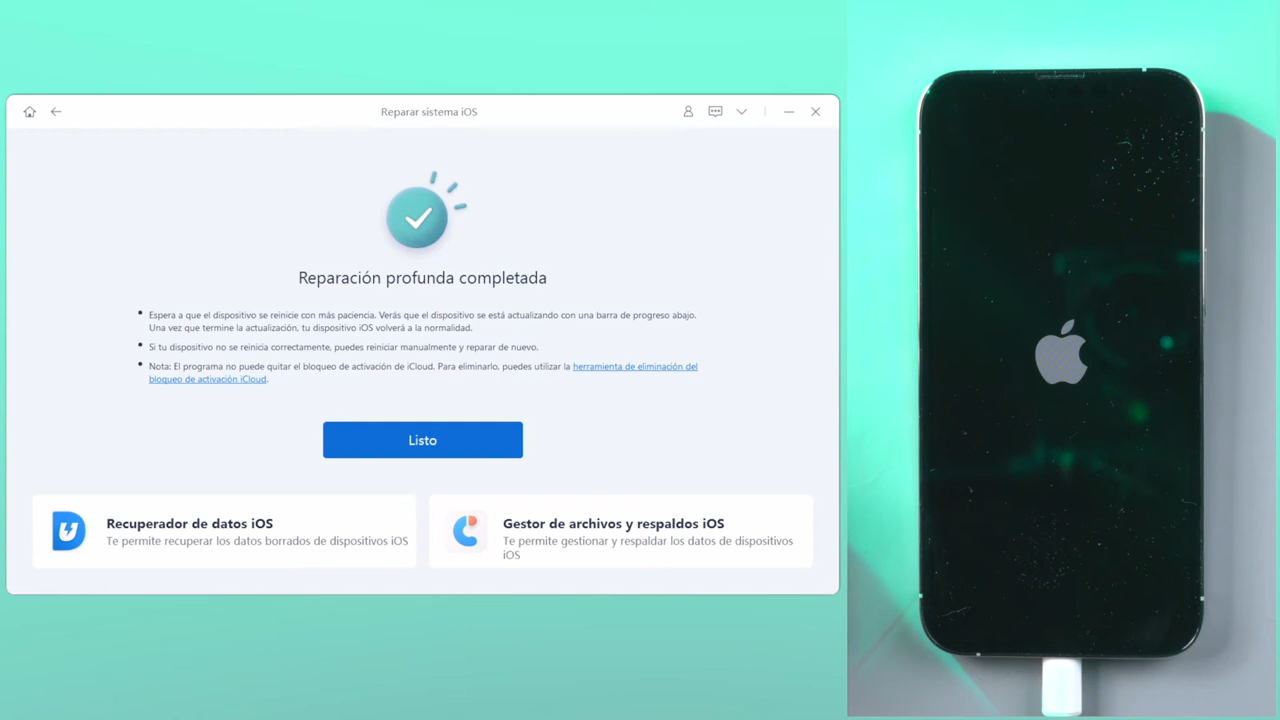 Reparar sistema iOS
Reparación profunda completada
Espera a que el dispositivo se reinicie con más paciencia. Verás que el dispositivo se está actualizando con una barra de progreso abajo.
Una vez que termine la actualización, tu dispositivo iOS volverá a la normalidad.
Si tu dispositivo no se reinicia correctamente, puedes reiniciar manualmente y reparar de nuevo.
Nota: El programa no puede quitar el bloqueo de activación de iCloud. Para eliminarlo, puedes utilizar la herramienta de eliminación del
bloqueo de activación iCloud.
Listo
Recuperador de datos iOS
Te permite recuperar los datos borrados de dispositivos iOS
Gestor de archivos y respaldos iOS
Te permite gestionar y respaldar los datos de dispositivos
iOS